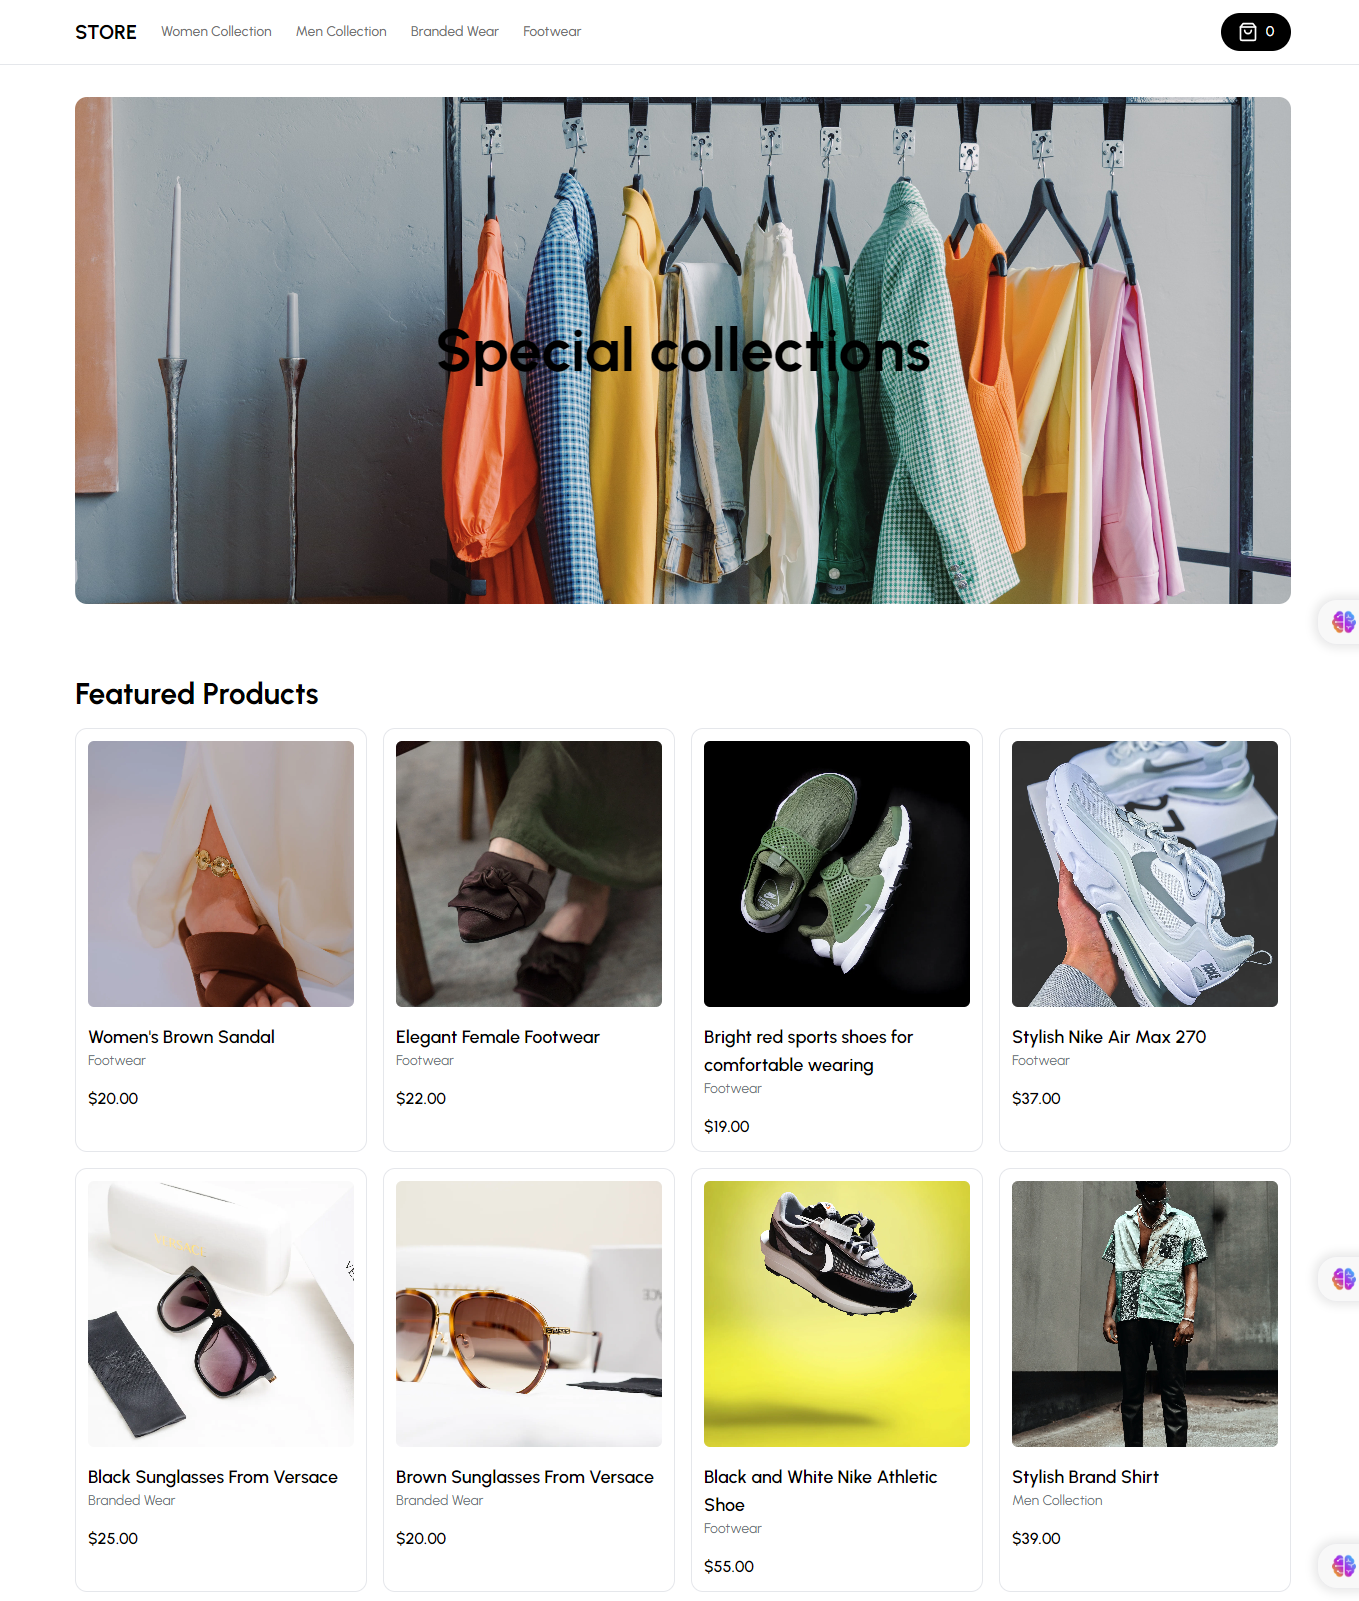 STORE
Women Collection
Men Collection
Branded Wear
Footwear
0
Special collections
Featured Products
Women's Brown Sandal
Footwear
$20.00
Elegant Female Footwear
Footwear
$22.00
Bright red sports shoes for
comfortable wearing
Footwear
$19.00
Stylish Nike Air Max 270
Footwear
$37.00
Black Sunglasses From Versace
Branded Wear
$25.00
Brown Sunglasses From Versace
Branded Wear
$20.00
Black and White Nike Athletic
Shoe
Footwear
$55.00
Stylish Brand Shirt
Men Collection
$39.00